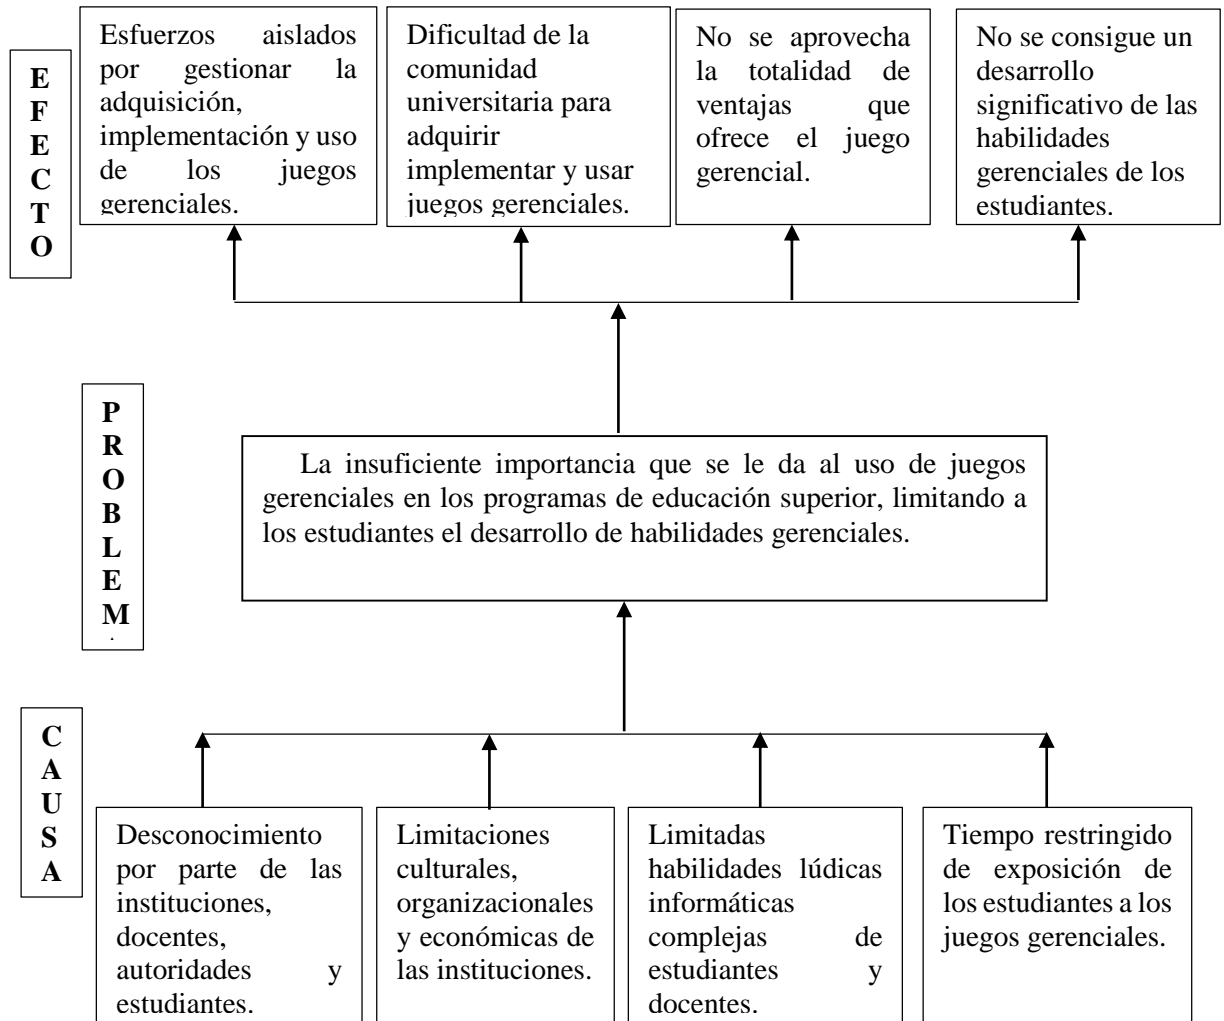 E
F
E
C
T
O
Esfuerzos aislados
por gestionar la
adquisición,
implementación y uso
de los juegos
gerenciales.
Dificultad de la
comunidad
universitaria para
adquirir
implementar y usar
juegos gerenciales.
No se aprovecha
la totalidad de
ventajas que
ofrece el juego
gerencial.
No se consigue un
desarrollo
significativo de las
habilidades
gerenciales de los
estudiantes.
P
R
O
B
L
E
M
La insuficiente importancia que se le da al uso de juegos
gerenciales en los programas de educación superior, limitando a
los estudiantes el desarrollo de habilidades gerenciales.
C
A
U
S
A
Desconocimiento
por parte de las
instituciones,
docentes,
autoridades y
estudiantes.
Limitaciones
culturales,
organizacionales
y económicas de
las instituciones.
Limitadas
habilidades lúdicas
informáticas
complejas de
estudiantes y
docentes.
Tiempo restringido
de exposición de
los estudiantes a los
juegos gerenciales.